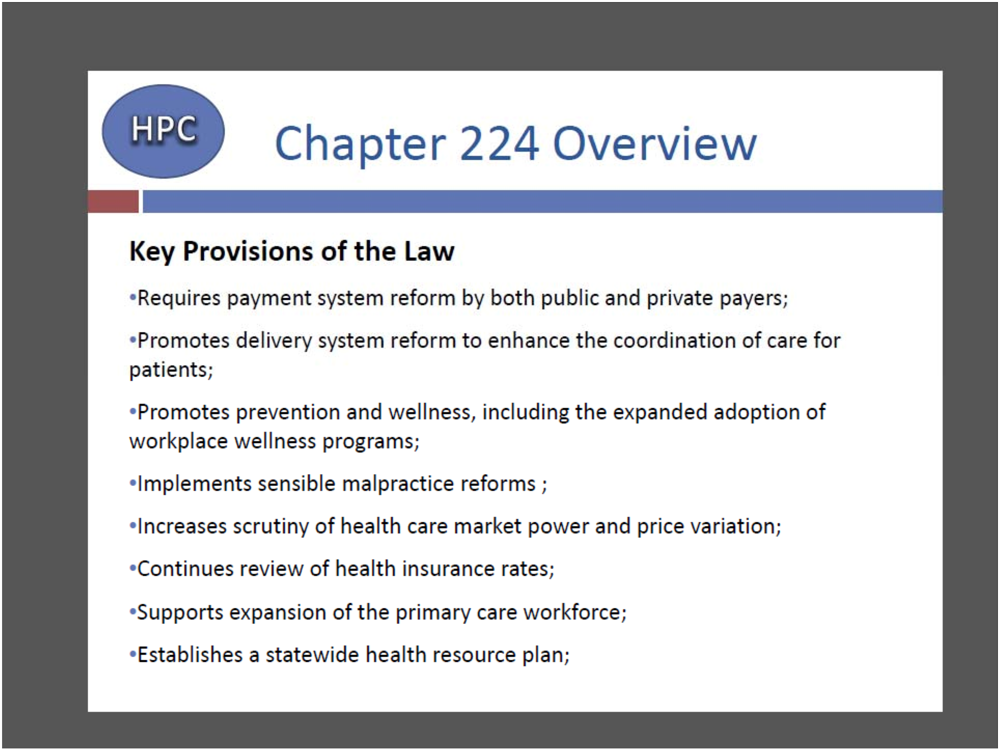 HPC
Chapter 224 Overview
Key Provisions of the Law
•Requires payment system reform by both public and private payers;
•Promotes delivery system reform to enhance the coordination of care for
patients;
•Promotes prevention and wellness, including the expanded adoption of
workplace wellness programs;
•Implements sensible malpractice reforms ;
•Increases scrutiny of health care market power and price variation;
•Continues review of health insurance rates;
•Supports expansion of the primary care workforce;
•Establishes a statewide health resource plan;